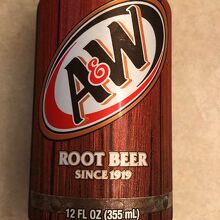 A&W
ROOT BEER
SINCE 1919
12 FL OZ (355 mL)